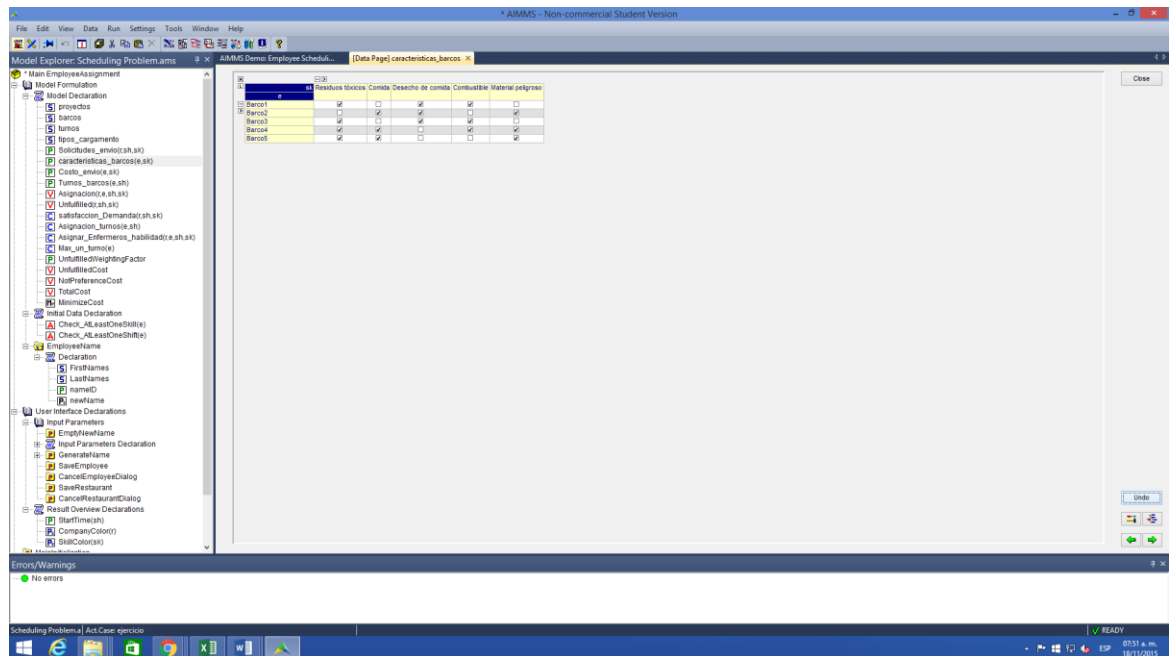 * AIMMS - Non-commercial Student Version
File Edit View Data Run Settings Tools Window Help
Model Explorer: Scheduling Problem.ams
AIMMS Demo: Employee Scheduli... [Data Page] caracteristicas_barcos
* Main EmployeeAssignment
Model Formulation
Model Declaration
S proyectos
S barcos
S turnos
S tipos_cargamento
P Solicitudes_envio(r,sh,sk)
P caracteristicas_barcos(e,sk)
P Costo_envio(e,sk)
P Turnos_barcos(e,sh)
V Asignacion(r,e,sh,sk)
V Unfulfilled(r,sh,sk)
C satisfaccion_Demanda(r,sh,sk)
C Asignacion_turnos(e,sh)
C Asignar_Enfermeros_habilidad(r,e,sh,sk)
C Max_un_turno(e)
P UnfulfilledWeightingFactor
V UnfulfilledCost
V NotPreferenceCost
V TotalCost
MinimizeCost
Initial Data Declaration
A Check_AtLeastOneSkill(e)
A Check_AtLeastOneShift(e)
EmployeeName
Declaration
S FirstNames
S LastNames
P nameID
P newName
User Interface Declarations
Input Parameters
P EmptyNewName
Input Parameters Declaration
P GenerateName
P SaveEmployee
P CancelEmployeeDialog
P SaveRestaurant
P CancelRestaurantDialog
Result Overview Declarations
P StartTime(sh)
P CompanyColor(r)
P SkillColor(sk)
MainInitialization
sk Residuos tóxicos Comida Desecho de comida Combustible Material peligroso
e
Barco1
Barco2
Barco3
Barco4
Barco5
Close
Undo
Errors/Warnings
No errors
Scheduling Problem.a Act.Case: ejercicio
READY
ESP 07:51 a. m.
18/11/2015